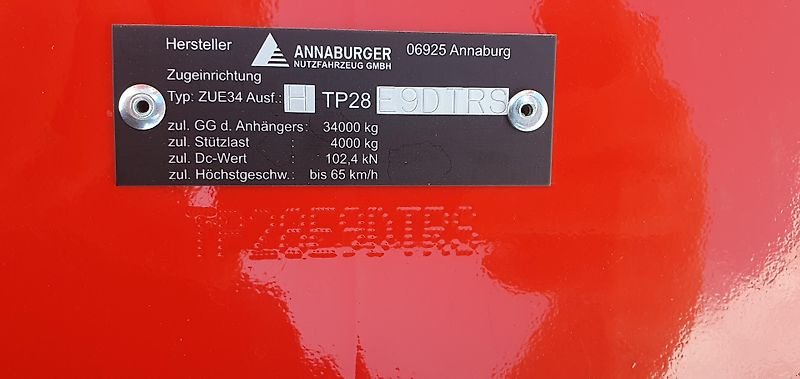 Hersteller ANNABURGER NUTZFAHRZEUG GMBH 06925 Annaburg
Zugeinrichtung
Typ: ZUE34 Ausf.: H TP28 E9DTRS
zul. GG d. Anhängers: 34000 kg
zul. Stützlast : 4000 kg
zul. Dc-Wert : 102,4 kN
zul. Höchstgeschw.: bis 65 km/h
TP28E9DTRS